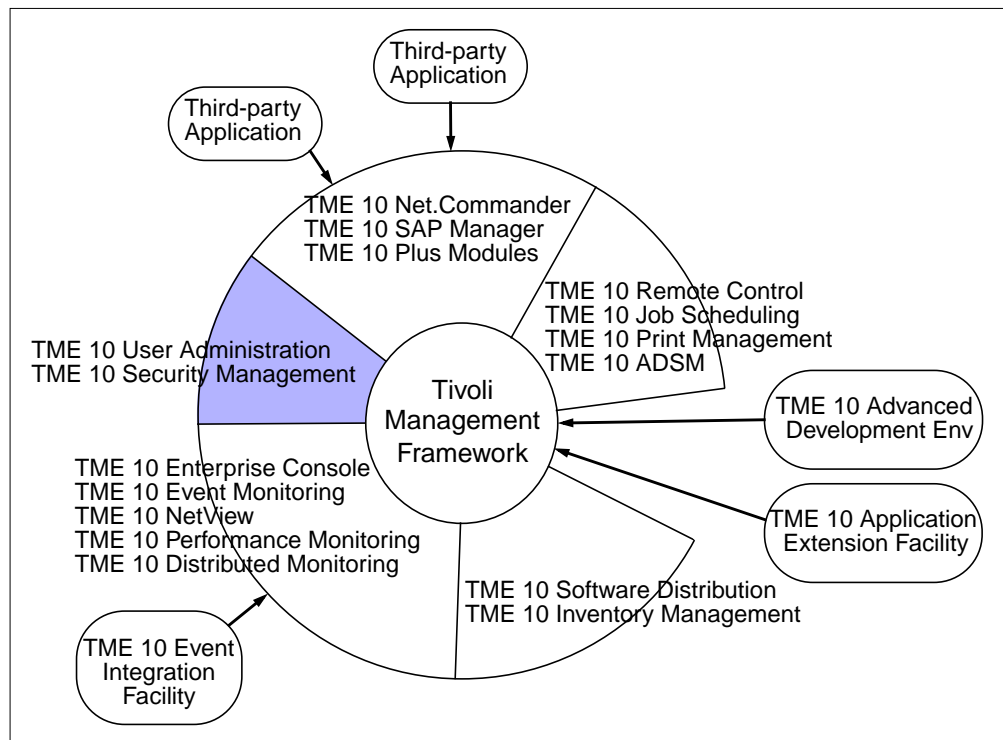 Third-party
Application
Third-party
Application
TME 10 Net.Commander
TME 10 SAP Manager
TME 10 Plus Modules
TME 10 Remote Control
TME 10 Job Scheduling
TME 10 Print Management
TME 10 ADSM
TME 10 User Administration
TME 10 Security Management
Tivoli
Management
Framework
TME 10 Advanced
Development Env
TME 10 Enterprise Console
TME 10 Event Monitoring
TME 10 NetView
TME 10 Performance Monitoring
TME 10 Distributed Monitoring
TME 10 Application
Extension Facility
TME 10 Software Distribution
TME 10 Inventory Management
TME 10 Event
Integration
Facility